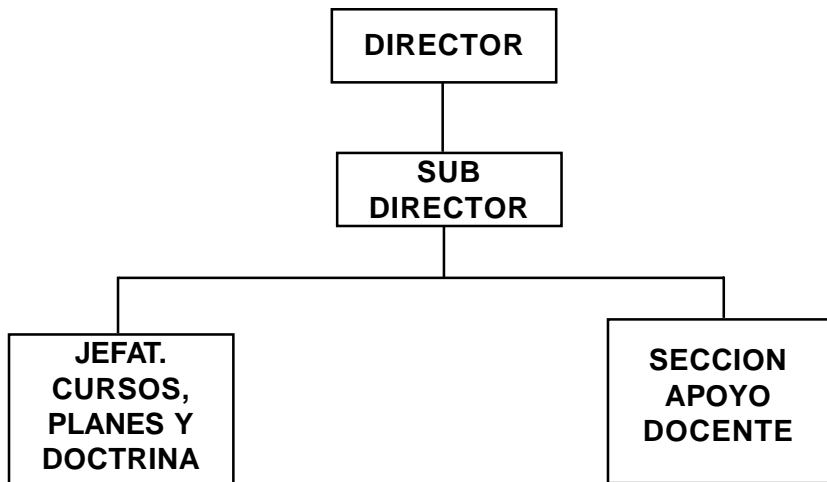 DIRECTOR
SUB
DIRECTOR
JEFAT.
CURSOS,
PLANES Y
DOCTRINA
SECCION
APOYO
DOCENTE